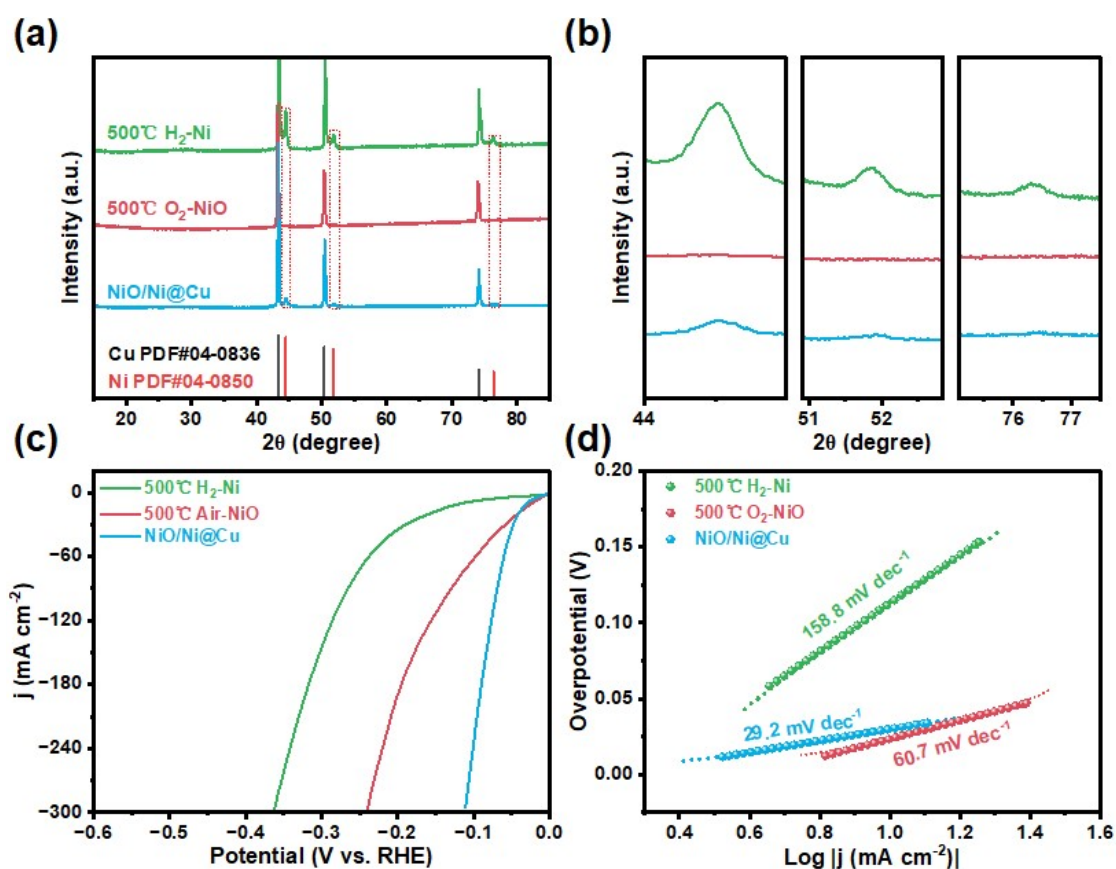 (a)
500℃ H₂-Ni
500℃ O₂-NiO
NiO/Ni@Cu
Cu PDF#04-0836
Ni PDF#04-0850
Intensity (a.u.)
20 30 40 50 60 70 80
2θ (degree)
(b)
Intensity (a.u.)
44 51 52 76 77
2θ (degree)
(c)
500℃ H₂-Ni
500℃ Air-NiO
NiO/Ni@Cu
j (mA cm⁻²)
0
−60
−120
−180
−240
−300
−0.6 −0.5 −0.4 −0.3 −0.2 −0.1 0.0
Potential (V vs. RHE)
(d)
500℃ H₂-Ni
500℃ O₂-NiO
NiO/Ni@Cu
158.8 mV dec⁻¹
29.2 mV dec⁻¹
60.7 mV dec⁻¹
Overpotential (V)
0.20
0.15
0.10
0.05
0.00
0.4 0.6 0.8 1.0 1.2 1.4 1.6
Log |j (mA cm⁻²)|